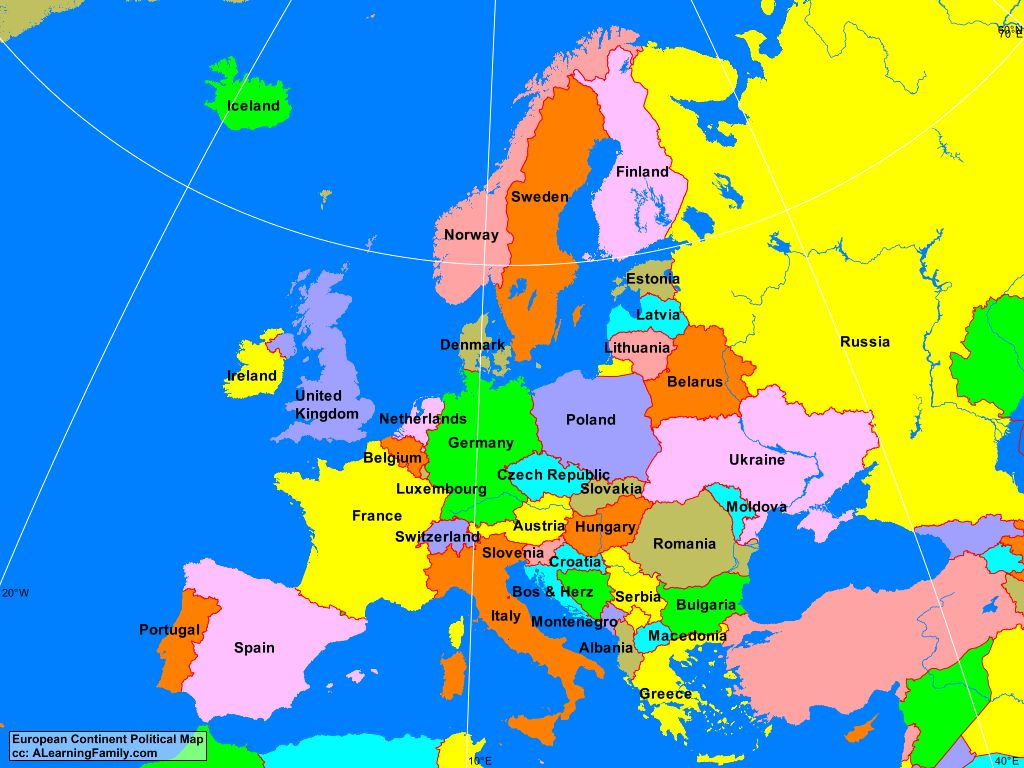 60°N
70°E
Iceland
Finland
Sweden
Norway
Estonia
Latvia
Russia
Denmark
Lithuania
Ireland
Belarus
United
Kingdom
Netherlands
Poland
Germany
Belgium
Ukraine
Czech Republic
Luxembourg
Slovakia
Moldova
France
Austria
Hungary
Switzerland
Romania
Slovenia
Croatia
20°W
Bos & Herz
Serbia
Bulgaria
Italy
Montenegro
Portugal
Macedonia
Spain
Albania
Greece
European Continent Political Map
cc: ALearningFamily.com
10°E
40°E